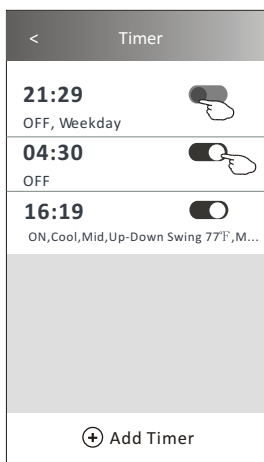 < Timer
21:29
OFF, Weekday
04:30
OFF
16:19
ON,Cool,Mid,Up-Down Swing 77℉,M...
+ Add Timer